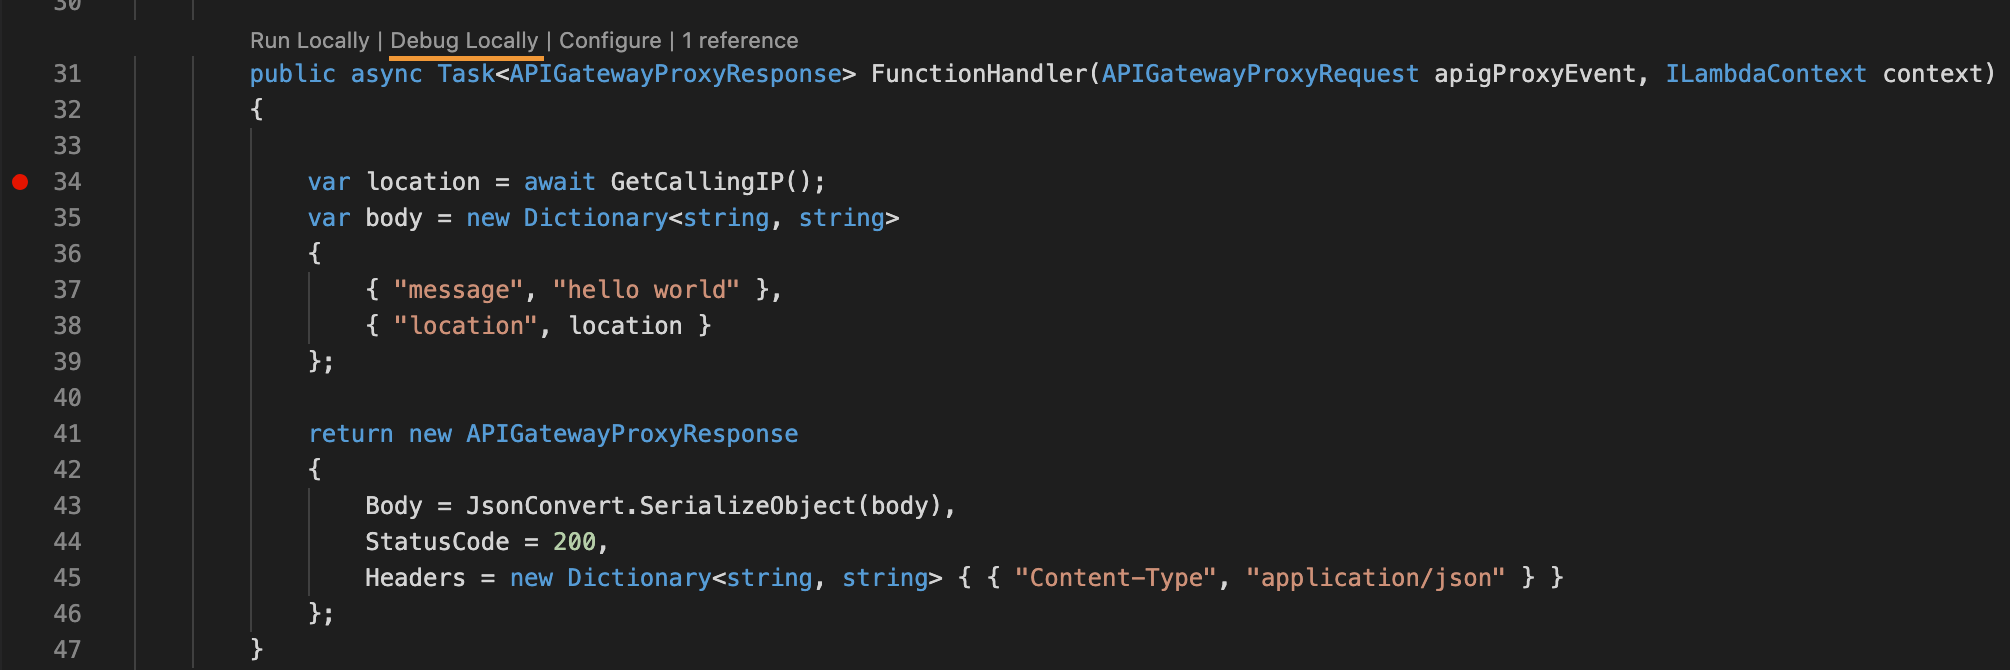 30
Run Locally | Debug Locally | Configure | 1 reference
31 public async Task<APIGatewayProxyResponse> FunctionHandler(APIGatewayProxyRequest apigProxyEvent, ILambdaContext context)
32 {
33
34 var location = await GetCallingIP();
35 var body = new Dictionary<string, string>
36 {
37 { "message", "hello world" },
38 { "location", location }
39 };
40
41 return new APIGatewayProxyResponse
42 {
43 Body = JsonConvert.SerializeObject(body),
44 StatusCode = 200,
45 Headers = new Dictionary<string, string> { { "Content-Type", "application/json" } }
46 };
47 }